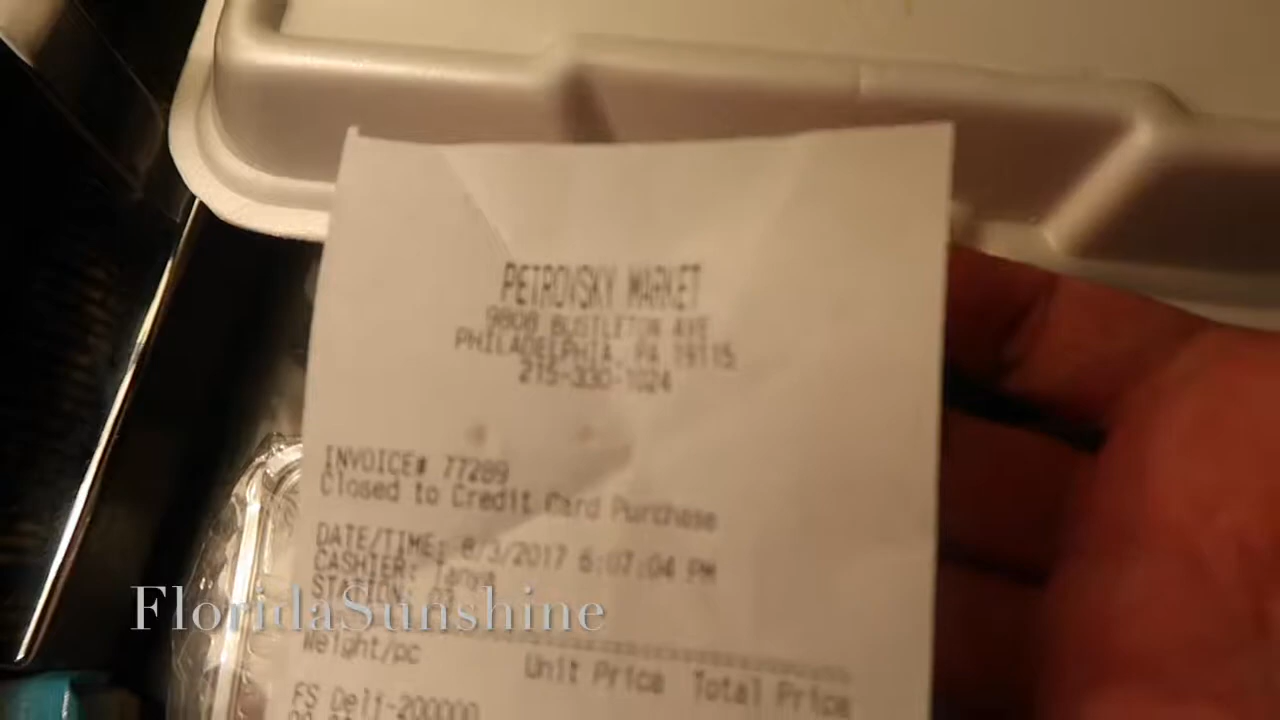 PETROVSKY MARKET
9808 BUSTLETON AVE
PHILADELPHIA, PA 19115
215-330-1024
INVOICE# 77289
Closed to Credit Card Purchase
DATE/TIME: 8/3/2017 6:07:04 PM
CASHIER: Tanya
STATION: 02
FloridaSunshine
Weight/pc Unit Price Total Price
FS Deli-200000